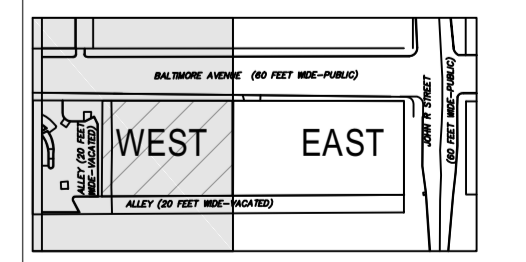 BALTIMORE AVENUE (60 FEET WIDE-PUBLIC)
JOHN R STREET
(60 FEET WIDE-PUBLIC)
ALLEY (20 FEET
WIDE-VACATED)
WEST
EAST
ALLEY (20 FEET WIDE-VACATED)